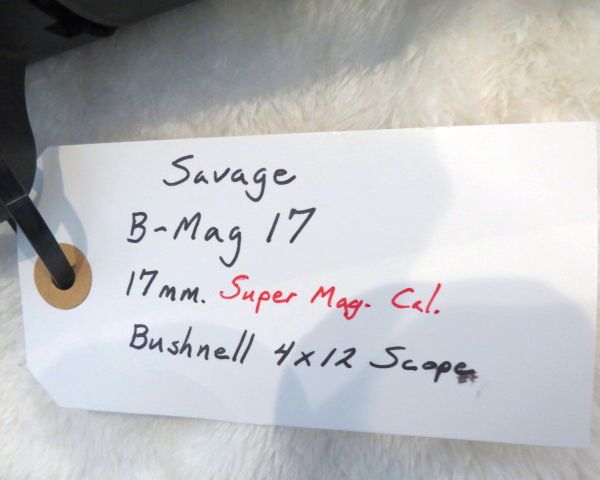 Savage
B-Mag 17
17mm. Super Mag. Cal.
Bushnell 4x12 Scope